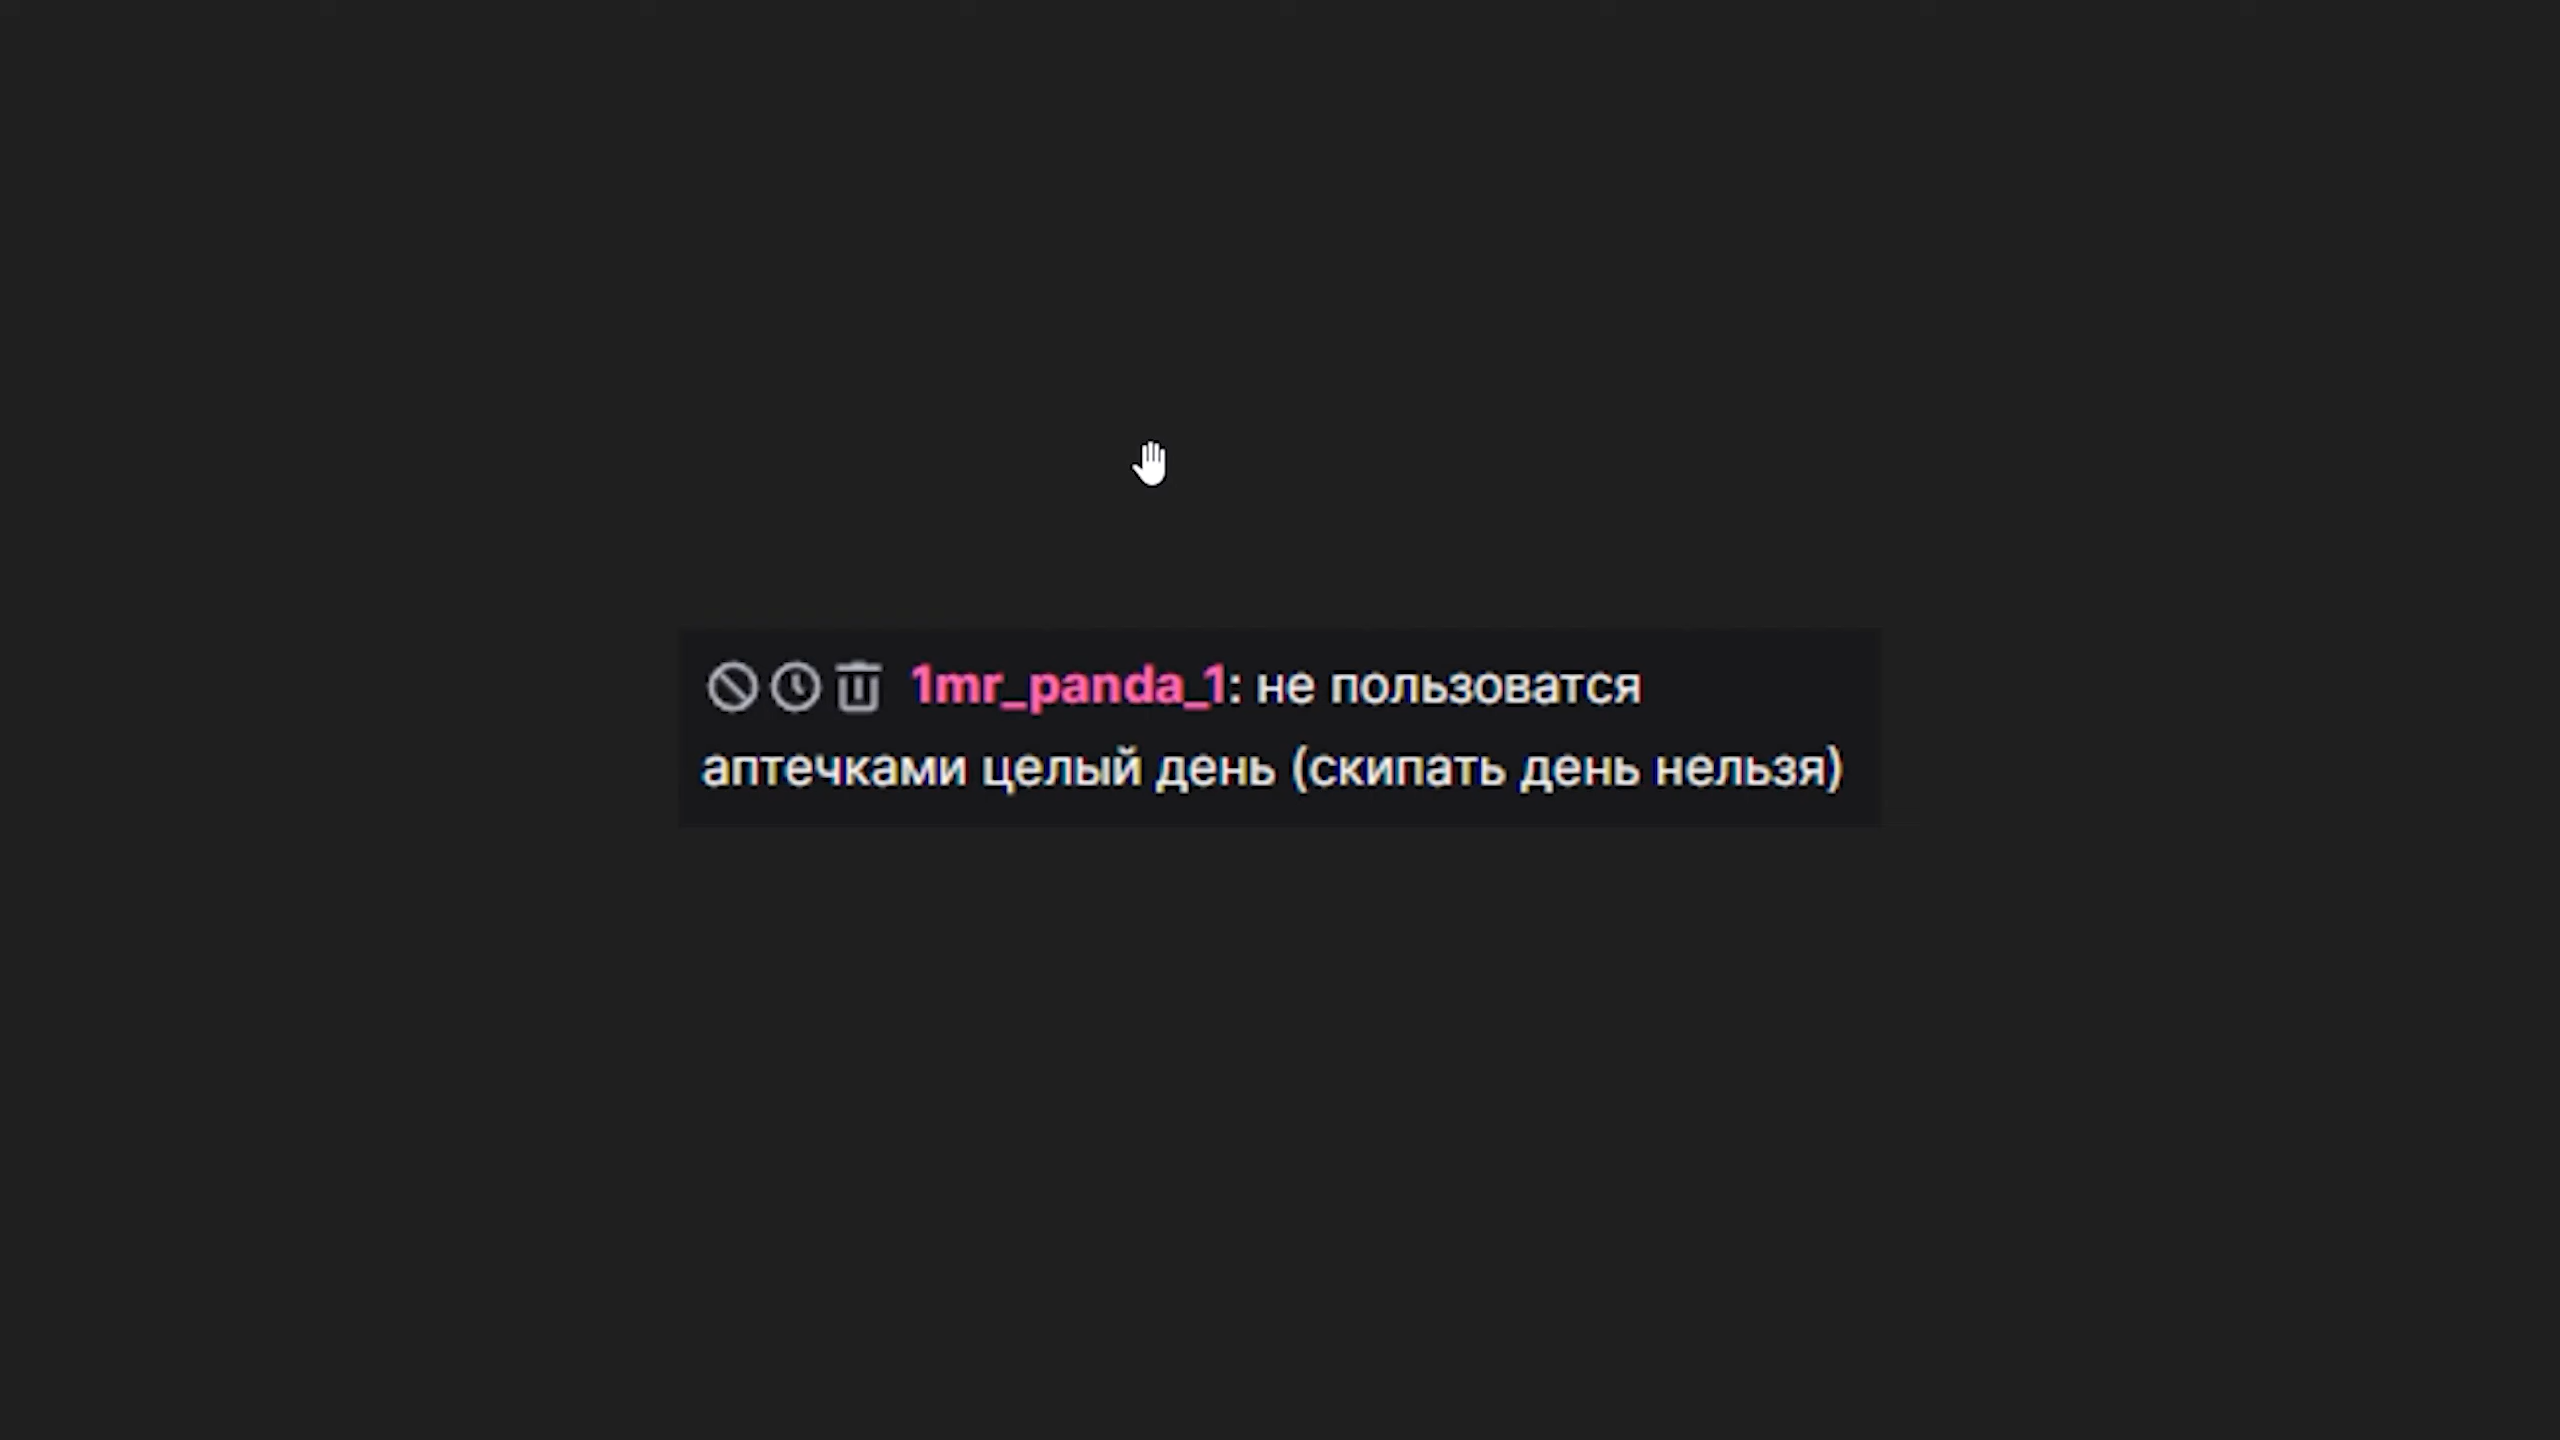 1mr_panda_1: не пользоватся
аптечками целый день (скипать день нельзя)